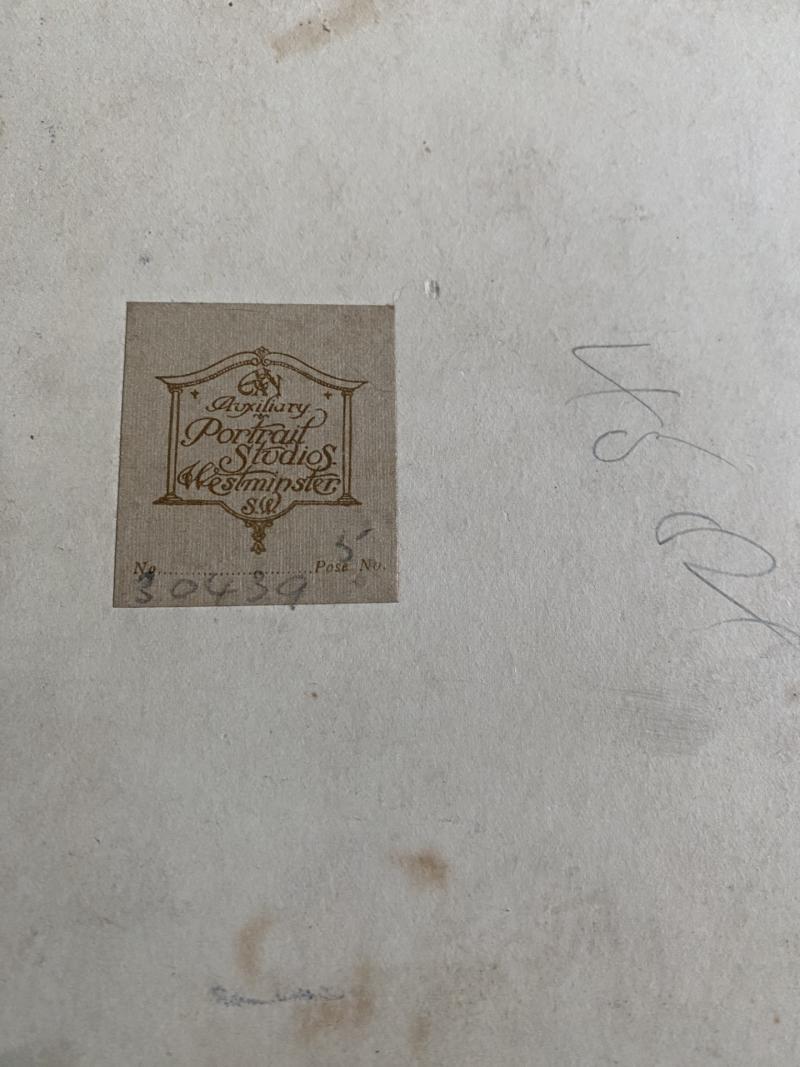 A&N
Auxiliary
Portrait
Studios.
Westminster,
S.W.
5
No.......................Pose No.
30439